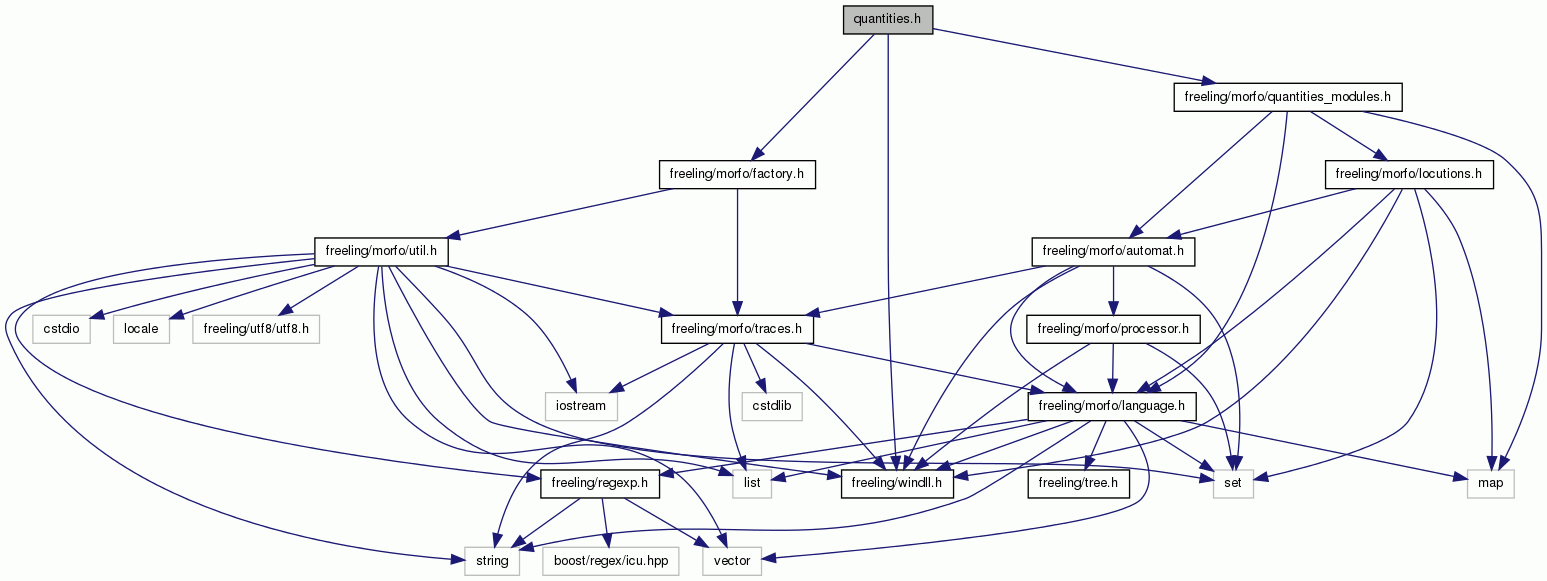 quantities.h
freeling/morfo/quantities_modules.h
freeling/morfo/factory.h
freeling/morfo/locutions.h
freeling/morfo/util.h
freeling/morfo/automat.h
cstdio
locale
freeling/utf8/utf8.h
freeling/morfo/traces.h
freeling/morfo/processor.h
iostream
cstdlib
freeling/morfo/language.h
freeling/regexp.h
list
freeling/windll.h
freeling/tree.h
set
map
string
boost/regex/icu.hpp
vector